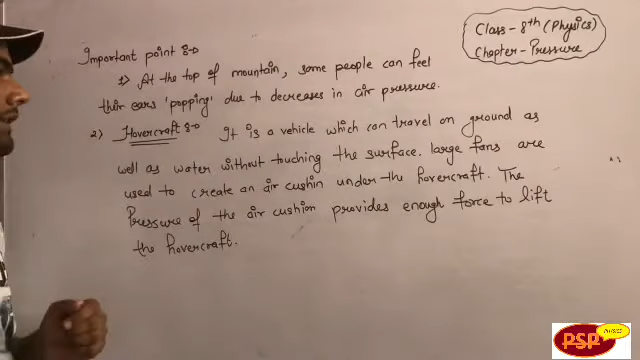 Class-8th (Physics)
Chapter-Pressure
Important point :-
1) At the top of mountain, some people can feel
thir ears 'popping' due to decreases in air pressure.
2) Hovercraft :- It is a vehicle which can travel on ground as
well as water without touching the surface. large fans are
used to create an air cushin under the hovercraft. The
Pressure of the air cushion provides enough force to lift
the hovercraft.
PSP
PHYSICS